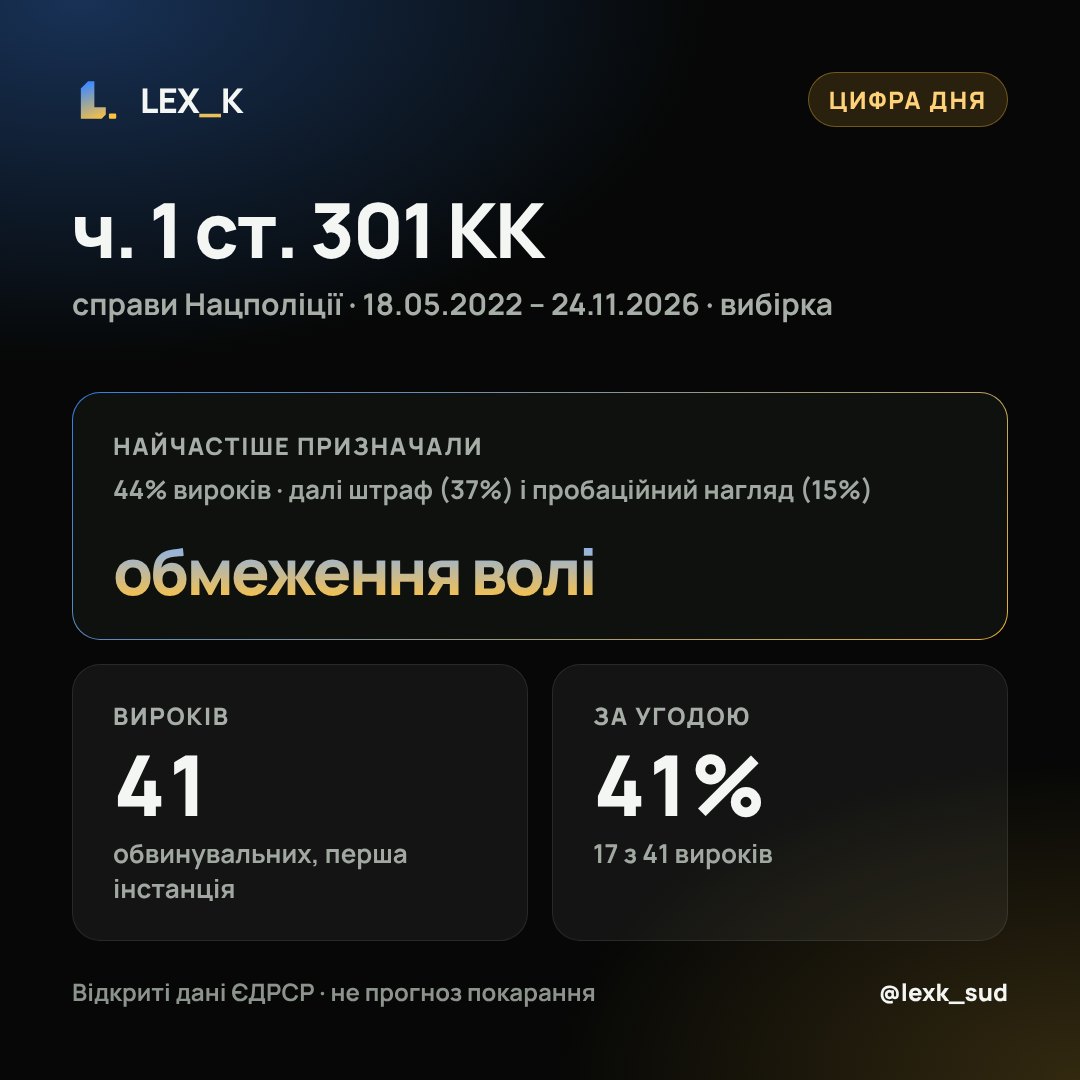 LEX_K
ЦИФРА ДНЯ
ч. 1 ст. 301 КК
справи Нацполіції · 18.05.2022 – 24.11.2026 · вибірка
НАЙЧАСТІШЕ ПРИЗНАЧАЛИ
44% вироків · далі штраф (37%) і пробаційний нагляд (15%)
обмеження волі
ВИРОКІВ
41
обвинувальних, перша
інстанція
ЗА УГОДОЮ
41%
17 з 41 вироків
Відкриті дані ЄДРСР · не прогноз покарання
@lexk_sud